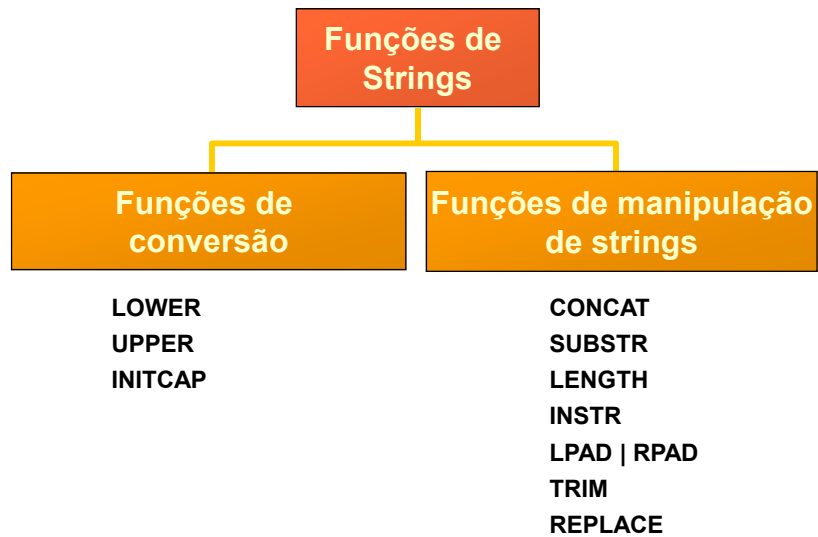 Funções de
Strings
Funções de
conversão
Funções de manipulação
de strings
LOWER
UPPER
INITCAP
CONCAT
SUBSTR
LENGTH
INSTR
LPAD | RPAD
TRIM
REPLACE